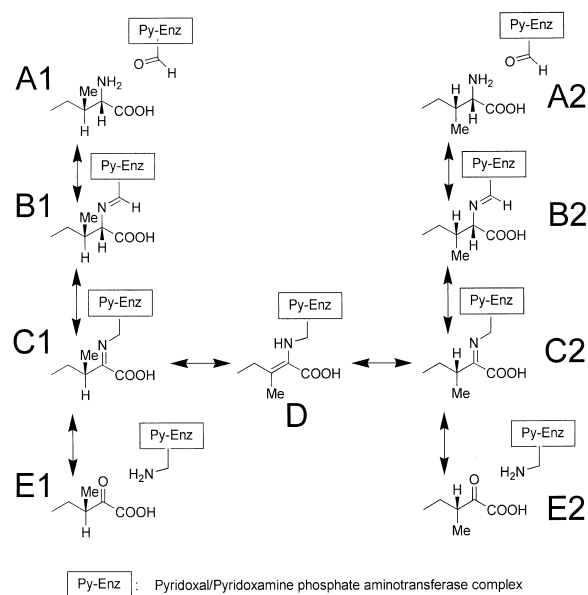 Py-Enz
Py-Enz
O
H
O
H
A1
Me
NH₂
COOH
H
H
H
NH₂
COOH
Me
H
A2
Py-Enz
Py-Enz
B1
Me
N
H
COOH
H
H
H
N
H
COOH
Me
H
B2
Py-Enz
Py-Enz
Py-Enz
C1
Me
N
COOH
H
HN
COOH
Me
H
N
COOH
Me
C2
D
Py-Enz
Py-Enz
H₂N
H₂N
E1
Me
O
COOH
H
H
O
COOH
Me
E2
Py-Enz : Pyridoxal/Pyridoxamine phosphate aminotransferase complex